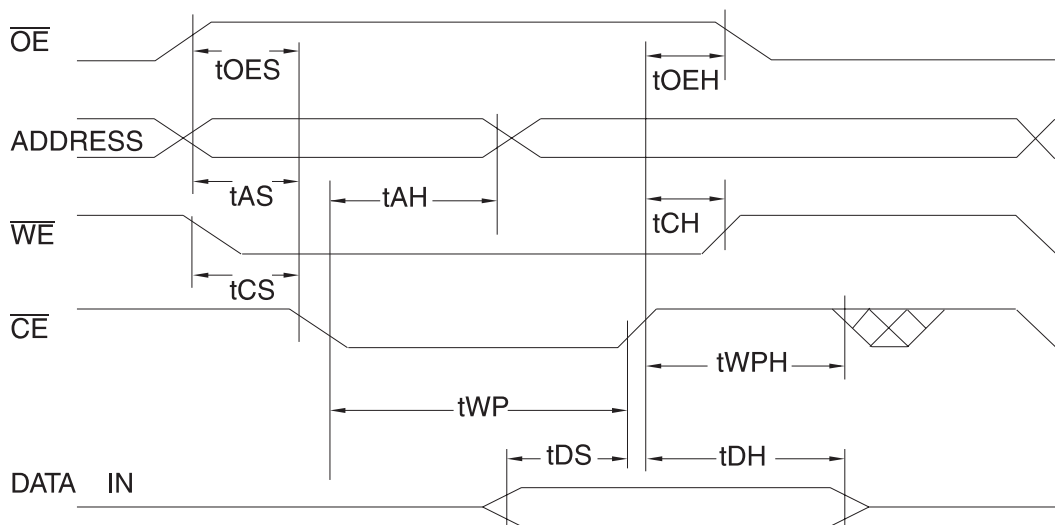 OE
tOES
tOEH
ADDRESS
tAS
tAH
tCH
WE
tCS
CE
tWPH
tWP
tDS
tDH
DATA IN